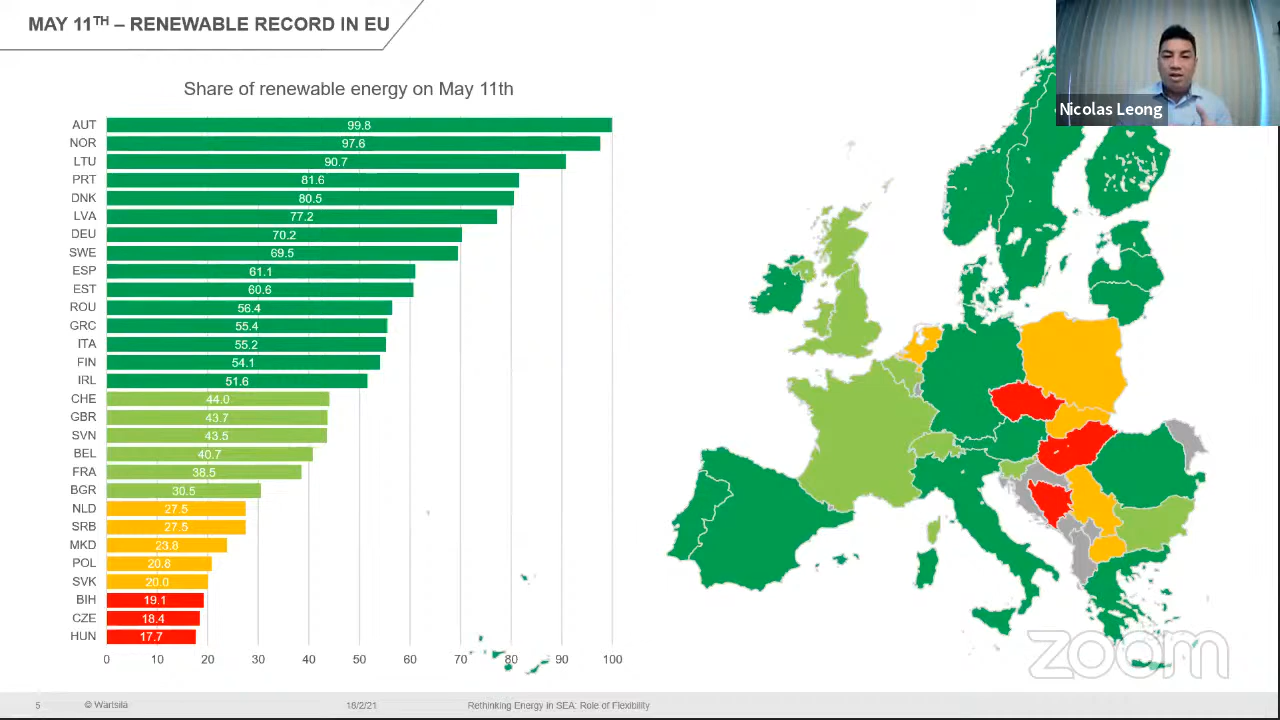 MAY 11TH – RENEWABLE RECORD IN EU
Nicolas Leong
Share of renewable energy on May 11th
AUT 99.8
NOR 97.6
LTU 90.7
PRT 81.6
DNK 80.5
LVA 77.2
DEU 70.2
SWE 69.5
ESP 61.1
EST 60.6
ROU 56.4
GRC 55.4
ITA 55.2
FIN 54.1
IRL 51.6
CHE 44.0
GBR 43.7
SVN 43.5
BEL 40.7
FRA 38.5
BGR 30.5
NLD 27.5
SRB 27.5
MKD 23.8
POL 20.8
SVK 20.0
BIH 19.1
CZE 18.4
HUN 17.7
0 10 20 30 40 50 60 70 80 90 100
zoom
5 © Wärtsilä 18/2/21 Rethinking Energy in SEA: Role of Flexibility